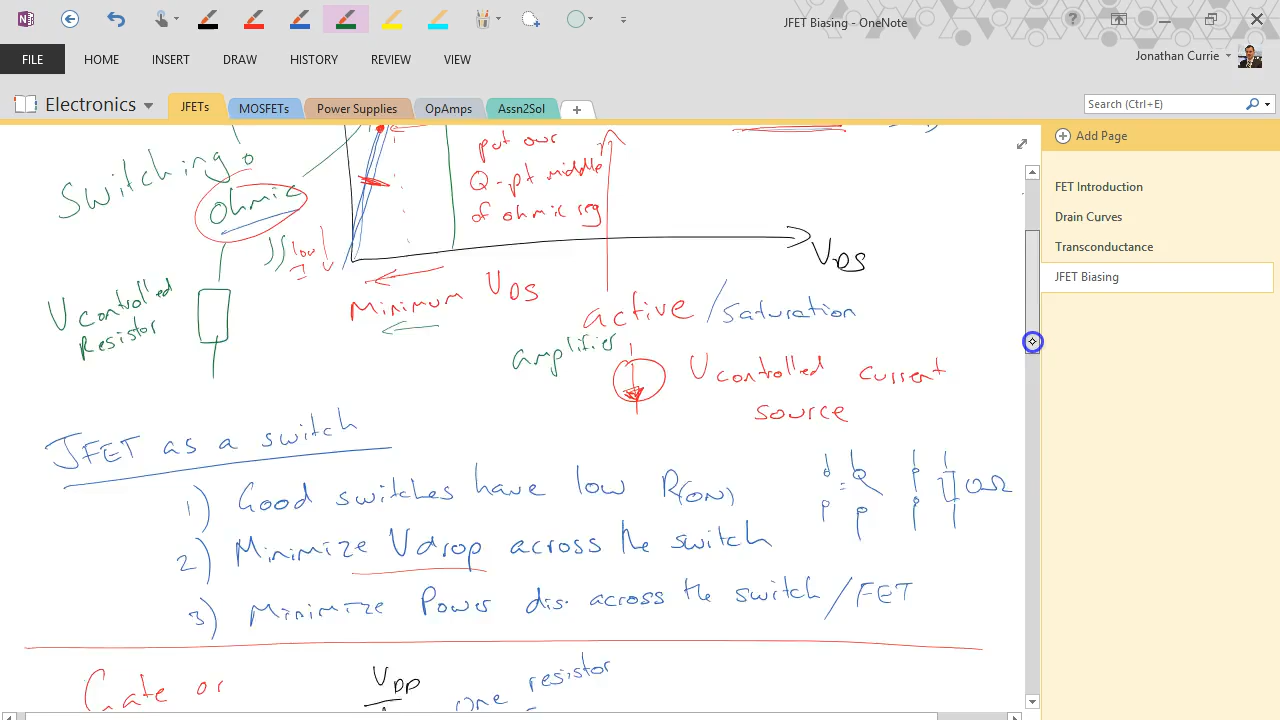 JFET Biasing - OneNote
Jonathan Currie
FILE HOME INSERT DRAW HISTORY REVIEW VIEW
Electronics
JFETs MOSFETs Power Supplies OpAmps Assn2Sol
Search (Ctrl+E)
Add Page
FET Introduction
Drain Curves
Transconductance
JFET Biasing
Switching!
Ohmic
put our
Q-pt middle
of ohmic reg
low
I
VDS
Minimum VDS
V controlled
Resistor
active / saturation
amplifier
V controlled current
source
JFET as a switch
1) Good switches have low R(ON)
0Ω
2) Minimize Vdrop across the switch
3) Minimize Power dis. across the switch / FET
Gate or
VDD
one resistor